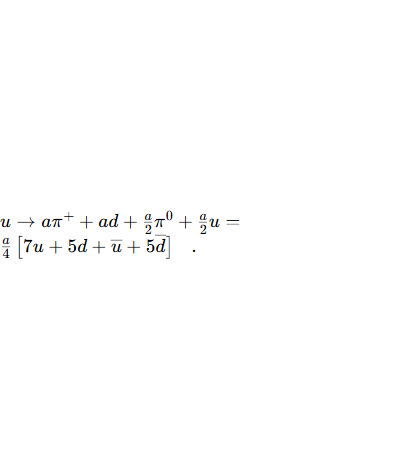 u → aπ⁺ + ad + a/2 π⁰ + a/2 u =
a/4 [7u + 5d + u̅ + 5d̅] .